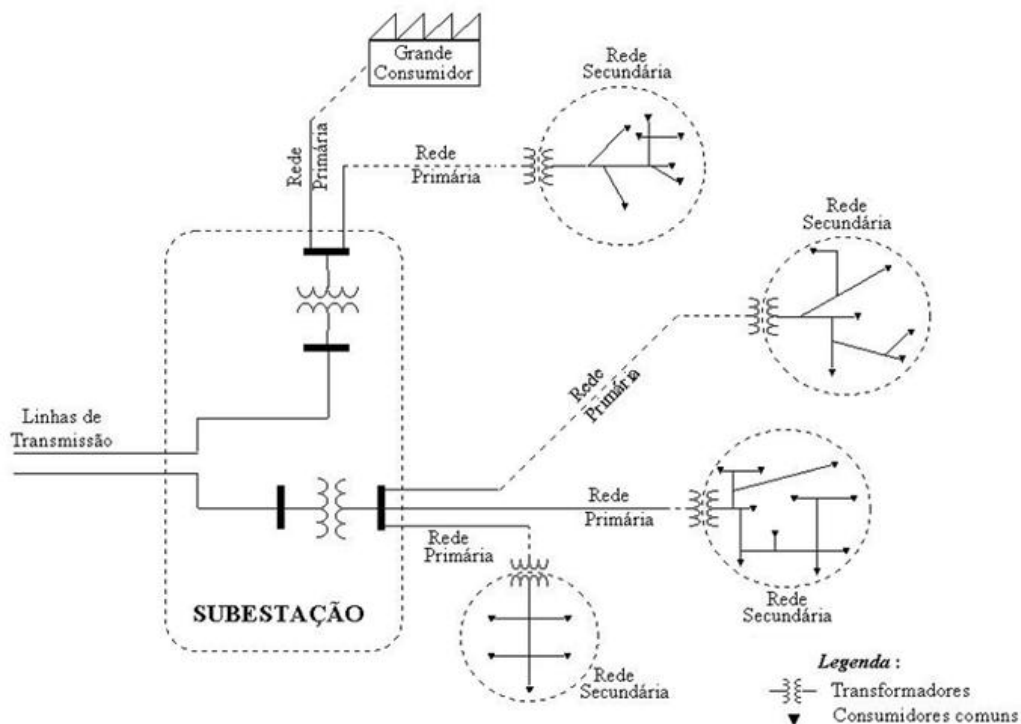 Grande
Consumidor
Rede
Secundária
Rede
Primária
Rede
Primária
Rede
Secundária
Rede
Primária
Linhas de
Transmissão
Rede
Primária
Rede
Primária
SUBESTAÇÃO
Rede
Secundária
Rede
Secundária
Legenda :
Transformadores
Consumidores comuns